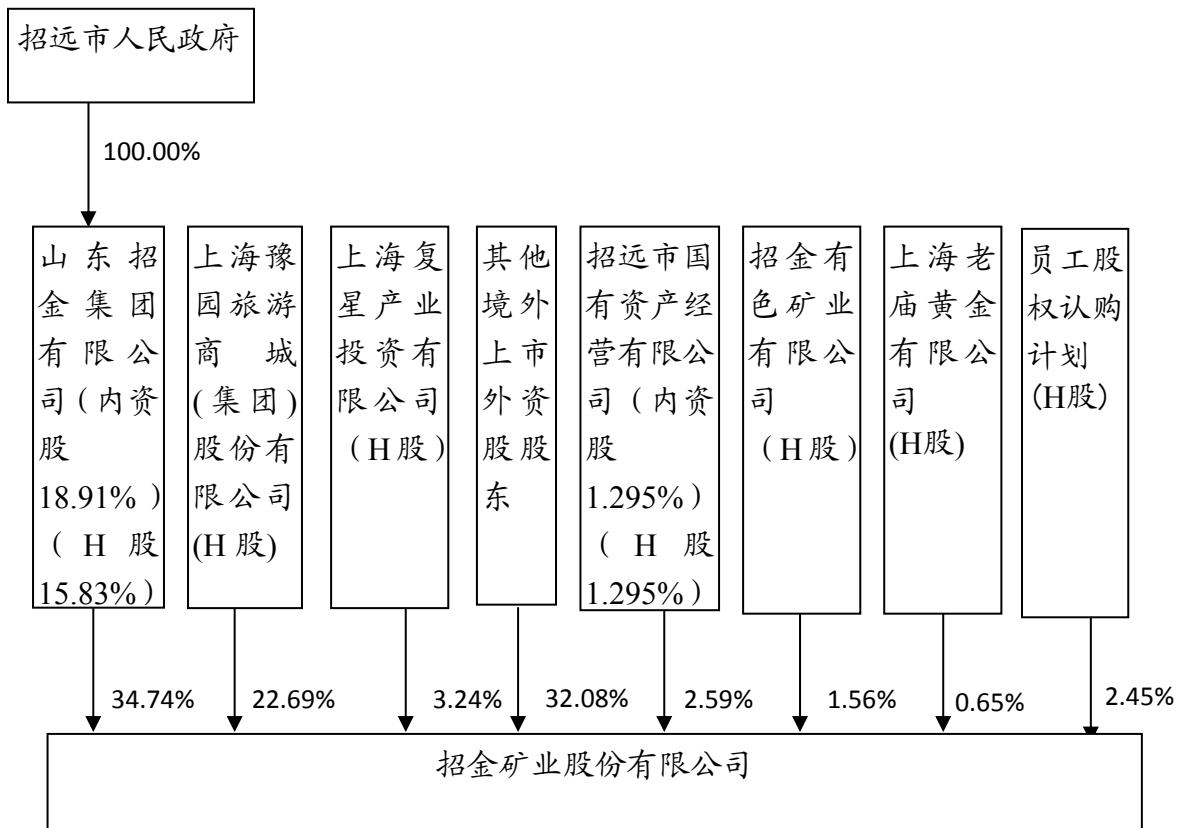 招远市人民政府
100.00%
山东招
金集团
有限公
司（内资
股
18.91%）
（H股
15.83%）
上海豫
园旅游
商城
(集团)
股份有
限公司
(H股)
上海复
星产业
投资有
限公司
（H股）
其他
境外
上市
外资
股股
东
招远市国
有资产经
营有限公
司（内资
股
1.295%）
（H股
1.295%）
招金有
色矿业
有限公
司
（H股）
上海老
庙黄金
有限公
司
(H股)
员工股
权认购
计划
(H股）
34.74%
22.69%
3.24%
32.08%
2.59%
1.56%
0.65%
2.45%
招金矿业股份有限公司